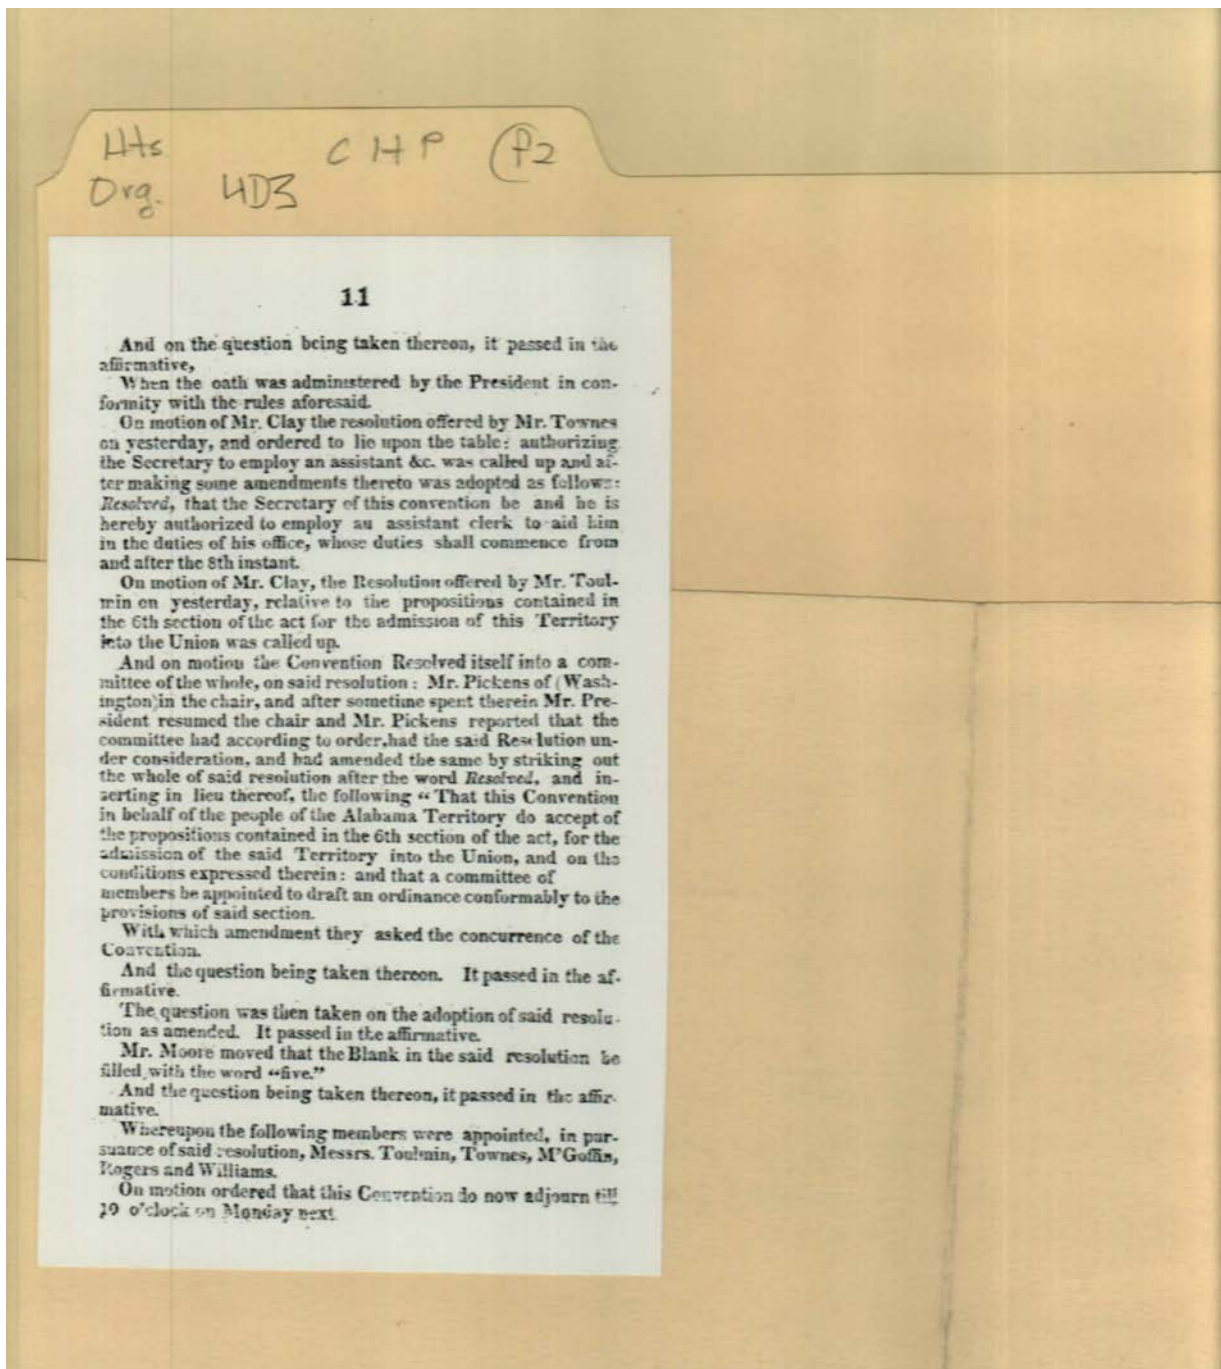 Hts CHP P2
Org. HD3
11
And on the question being taken thereon, it passed in the
affirmative,
When the oath was administered by the President in con-
formity with the rules aforesaid.
On motion of Mr. Clay the resolution offered by Mr. Townes
on yesterday, and ordered to lie upon the table: authorizing
the Secretary to employ an assistant &c. was called up and af-
ter making some amendments thereto was adopted as follows:
Resolved, that the Secretary of this convention be and he is
hereby authorized to employ an assistant clerk to aid him
in the duties of his office, whose duties shall commence from
and after the 8th instant.
On motion of Mr. Clay, the Resolution offered by Mr. Toul-
min on yesterday, relative to the propositions contained in
the 6th section of the act for the admission of this Territory
into the Union was called up.
And on motion the Convention Resolved itself into a com-
mittee of the whole, on said resolution: Mr. Pickens of (Wash-
ington) in the chair, and after sometime spent therein Mr. Pre-
sident resumed the chair and Mr. Pickens reported that the
committee had according to order, had the said Resolution un-
der consideration, and had amended the same by striking out
the whole of said resolution after the word Resolved, and in-
serting in lieu thereof, the following "That this Convention
in behalf of the people of the Alabama Territory do accept of
the propositions contained in the 6th section of the act, for the
admission of the said Territory into the Union, and on the
conditions expressed therein: and that a committee of
members be appointed to draft an ordinance conformably to the
provisions of said section.
With which amendment they asked the concurrence of the
Convention.
And the question being taken thereon. It passed in the af-
firmative.
The question was then taken on the adoption of said resolu-
tion as amended. It passed in the affirmative.
Mr. Moore moved that the Blank in the said resolution be
filled with the word "five."
And the question being taken thereon, it passed in the affir-
mative.
Whereupon the following members were appointed, in pur-
suance of said resolution, Messrs. Toulmin, Townes, M'Goffin,
Rogers and Williams.
On motion ordered that this Convention do now adjourn till
10 o'clock on Monday next